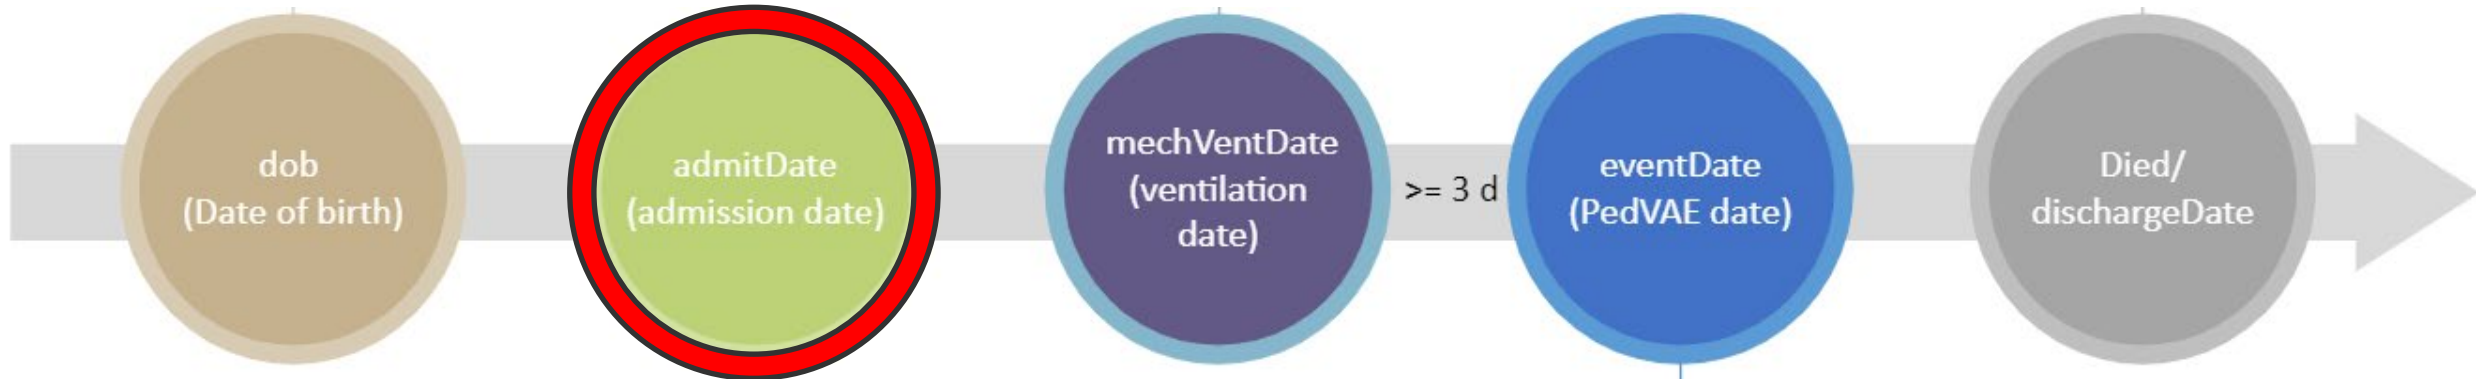 dob
(Date of birth)
admitDate
(admission date)
mechVentDate
(ventilation
date)
>= 3 d
eventDate
(PedVAE date)
Died/
dischargeDate